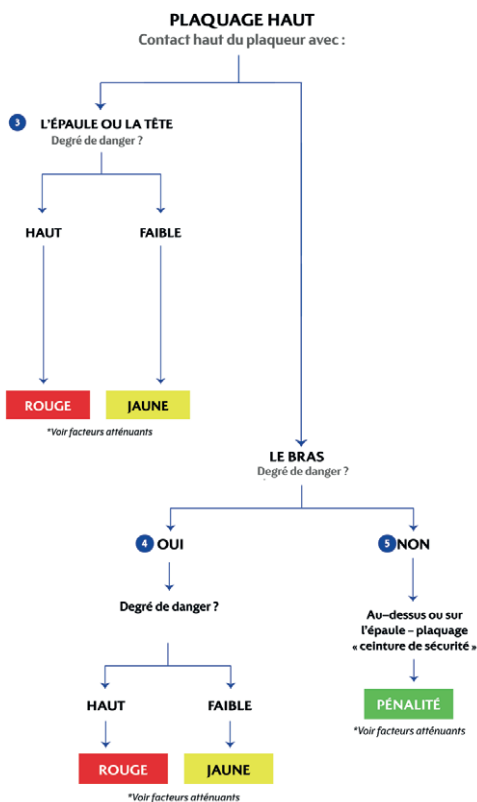 PLAQUAGE HAUT
Contact haut du plaqueur avec :
3 L'ÉPAULE OU LA TÊTE
Degré de danger ?
HAUT FAIBLE
ROUGE JAUNE
*Voir facteurs atténuants
LE BRAS
Degré de danger ?
4 OUI 5 NON
Degré de danger ?
Au–dessus ou sur
l'épaule – plaquage
« ceinture de sécurité »
HAUT FAIBLE
PÉNALITÉ
*Voir facteurs atténuants
ROUGE JAUNE
*Voir facteurs atténuants